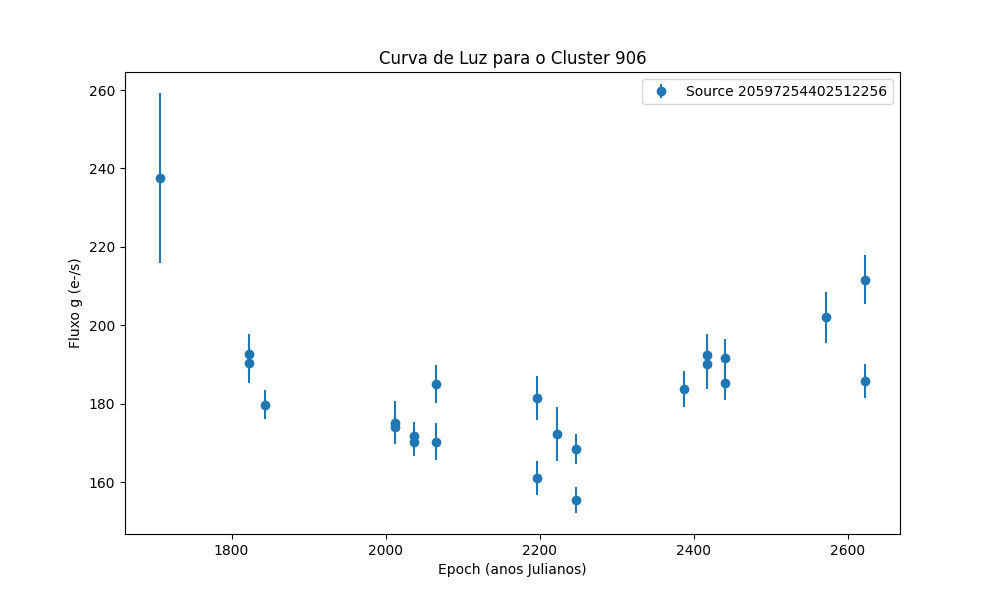 Curva de Luz para o Cluster 906
Source 20597254402512256
Fluxo g (e-/s)
260
240
220
200
180
160
1800
2000
2200
2400
2600
Epoch (anos Julianos)